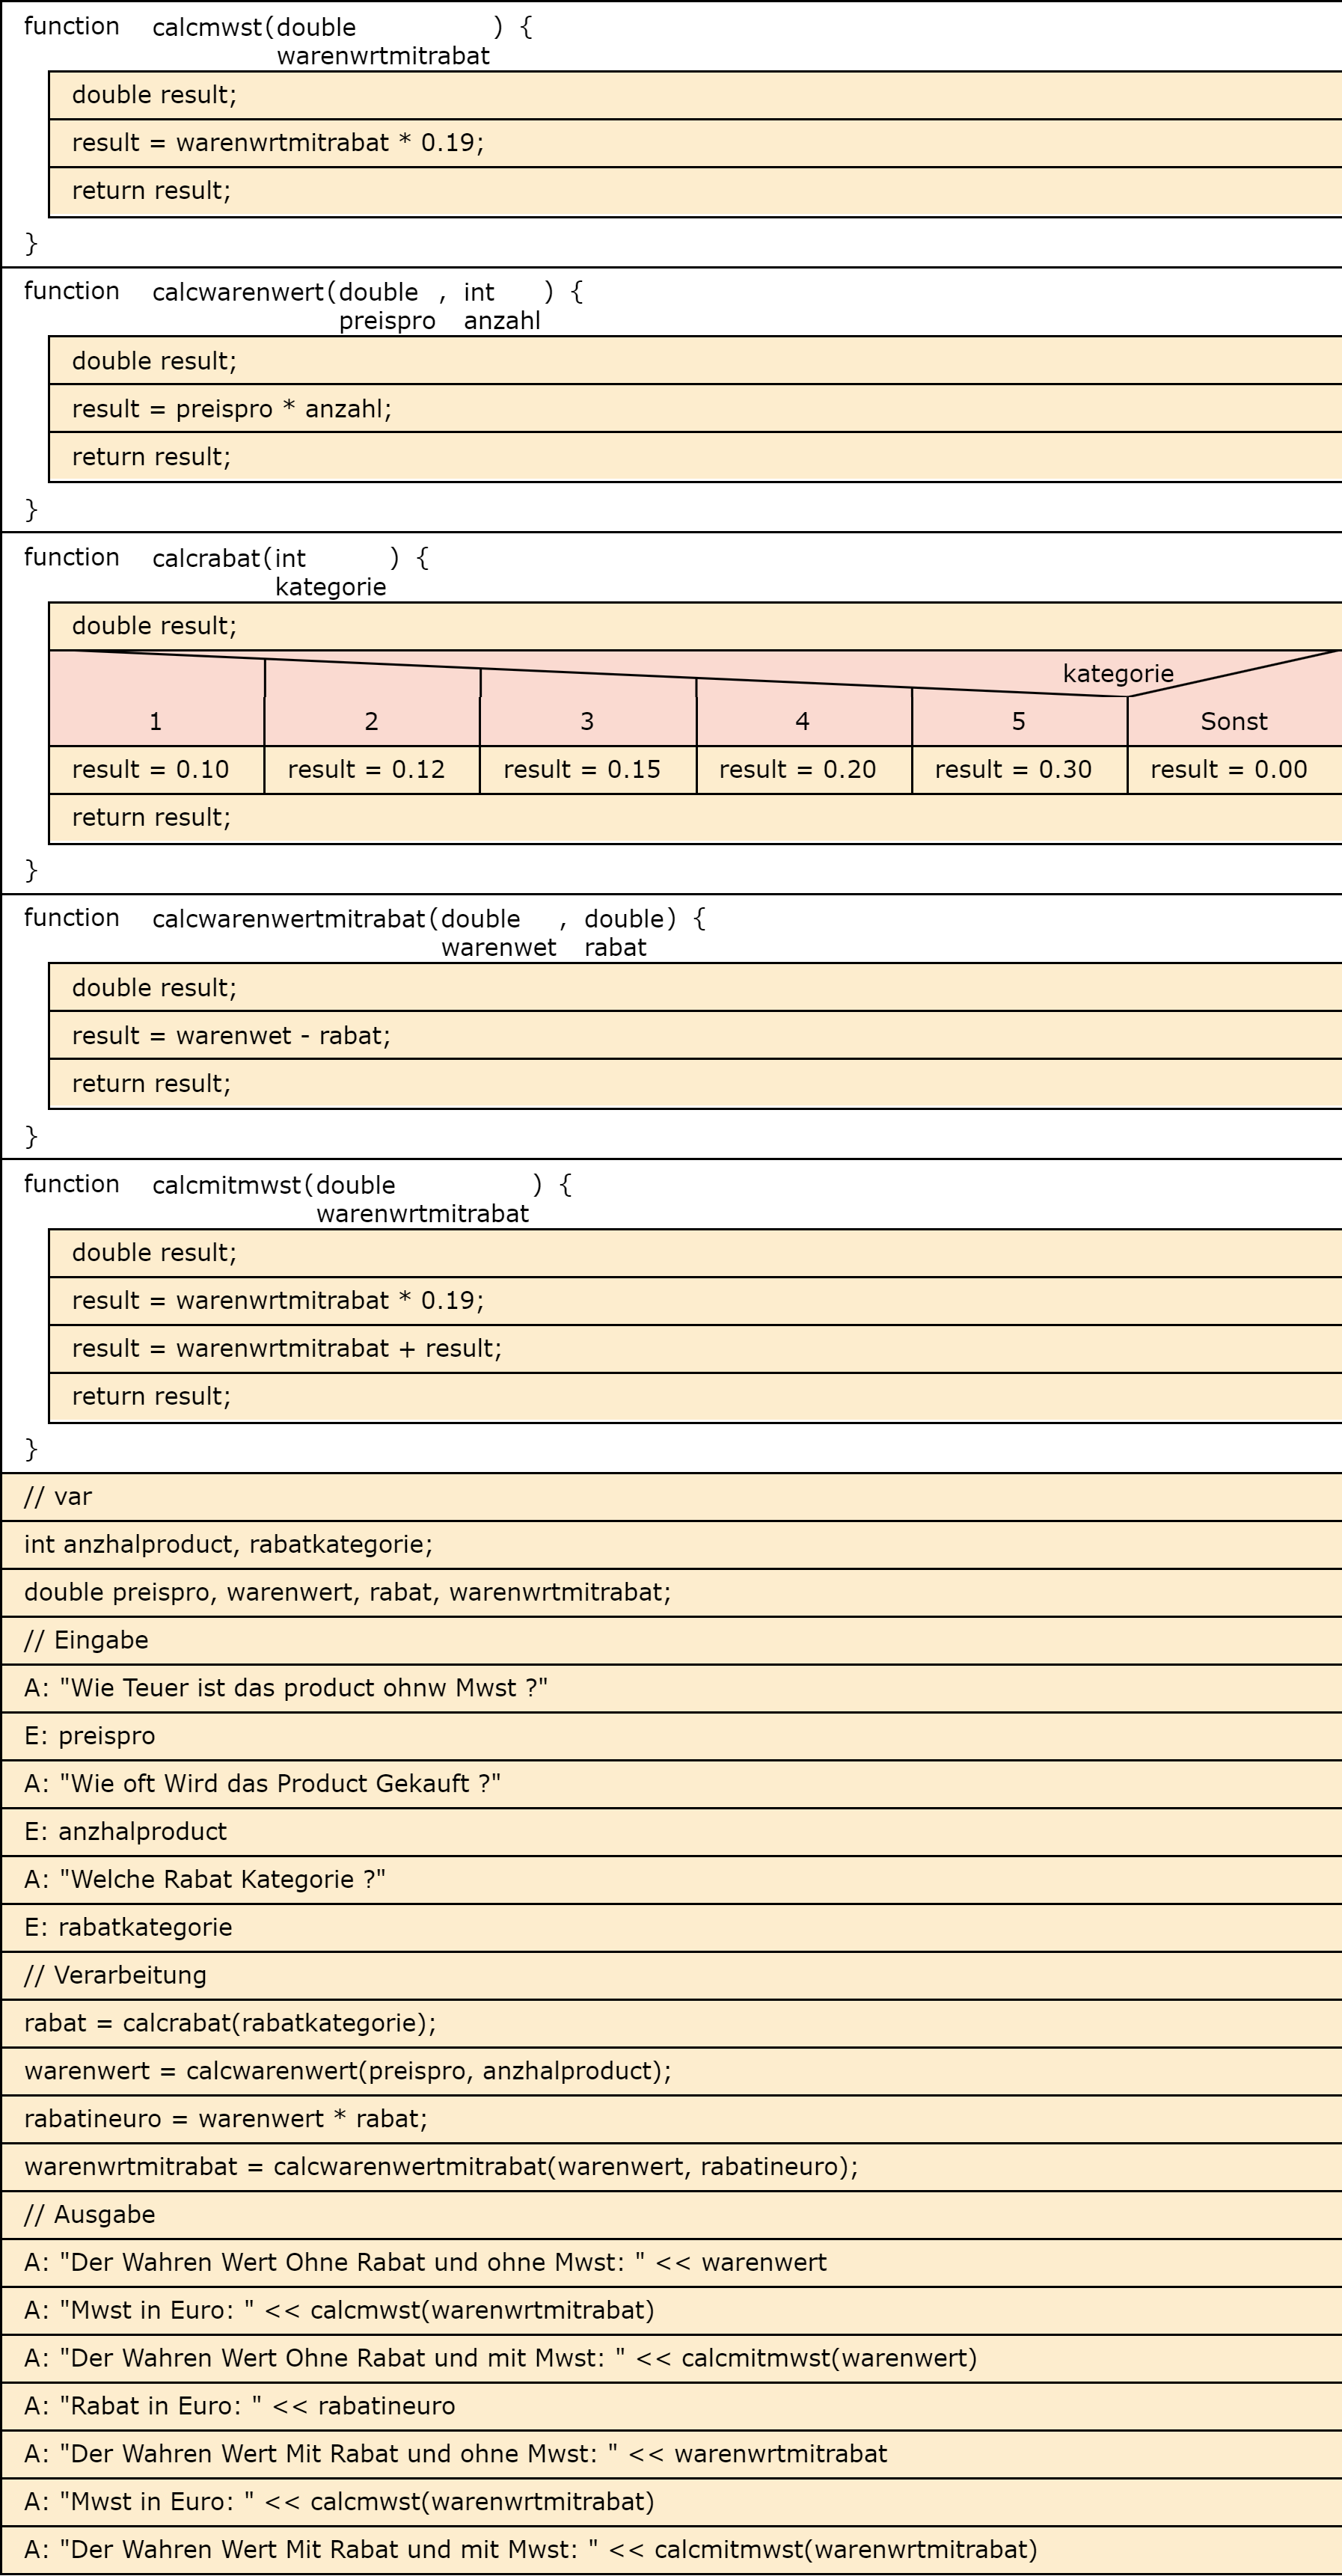 function calcmwst(double ) {
warenwrtmitrabat
double result;
result = warenwrtmitrabat * 0.19;
return result;
}
function calcwarenwert(double , int ) {
preispro anzahl
double result;
result = preispro * anzahl;
return result;
}
function calcrabat(int ) {
kategorie
double result;
kategorie
1 2 3 4 5 Sonst
result = 0.10 result = 0.12 result = 0.15 result = 0.20 result = 0.30 result = 0.00
return result;
}
function calcwarenwertmitrabat(double , double) {
warenwet rabat
double result;
result = warenwet - rabat;
return result;
}
function calcmitmwst(double ) {
warenwrtmitrabat
double result;
result = warenwrtmitrabat * 0.19;
result = warenwrtmitrabat + result;
return result;
}
// var
int anzhalproduct, rabatkategorie;
double preispro, warenwert, rabat, warenwrtmitrabat;
// Eingabe
A: "Wie Teuer ist das product ohnw Mwst ?"
E: preispro
A: "Wie oft Wird das Product Gekauft ?"
E: anzhalproduct
A: "Welche Rabat Kategorie ?"
E: rabatkategorie
// Verarbeitung
rabat = calcrabat(rabatkategorie);
warenwert = calcwarenwert(preispro, anzhalproduct);
rabatineuro = warenwert * rabat;
warenwrtmitrabat = calcwarenwertmitrabat(warenwert, rabatineuro);
// Ausgabe
A: "Der Wahren Wert Ohne Rabat und ohne Mwst: " << warenwert
A: "Mwst in Euro: " << calcmwst(warenwrtmitrabat)
A: "Der Wahren Wert Ohne Rabat und mit Mwst: " << calcmitmwst(warenwert)
A: "Rabat in Euro: " << rabatineuro
A: "Der Wahren Wert Mit Rabat und ohne Mwst: " << warenwrtmitrabat
A: "Mwst in Euro: " << calcmwst(warenwrtmitrabat)
A: "Der Wahren Wert Mit Rabat und mit Mwst: " << calcmitmwst(warenwrtmitrabat)